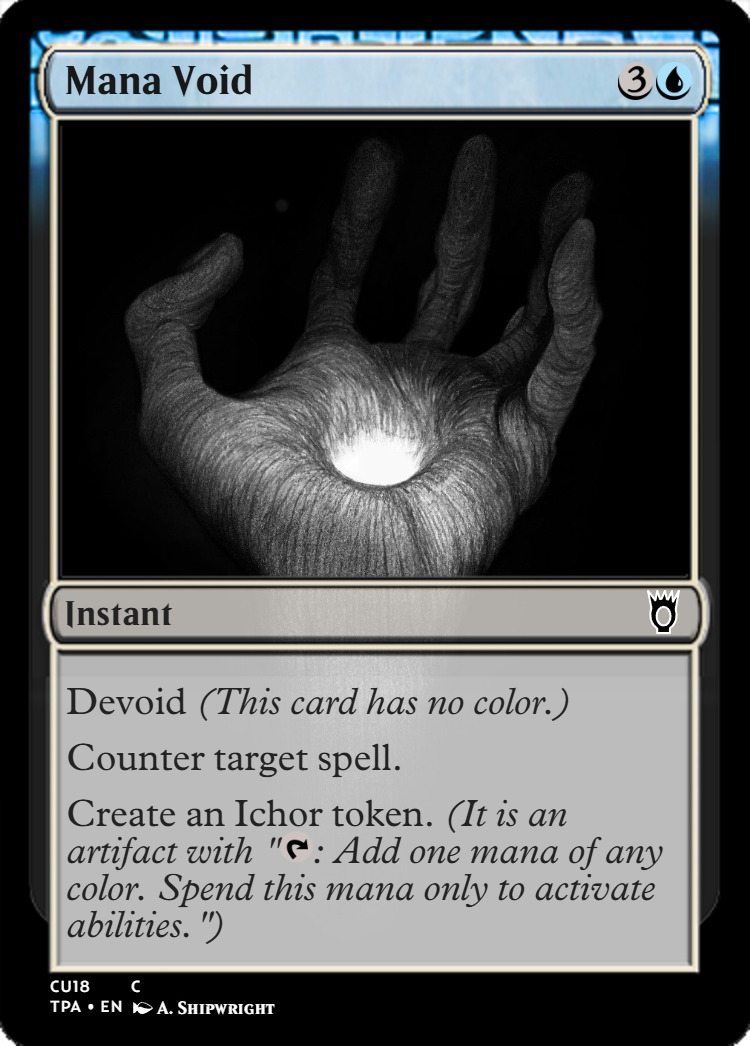 Mana Void
3
Instant
Devoid (This card has no color.)
Counter target spell.
Create an Ichor token. (It is an
artifact with ": Add one mana of any
color. Spend this mana only to activate
abilities.")
CU18 C
TPA • EN A. Shipwright